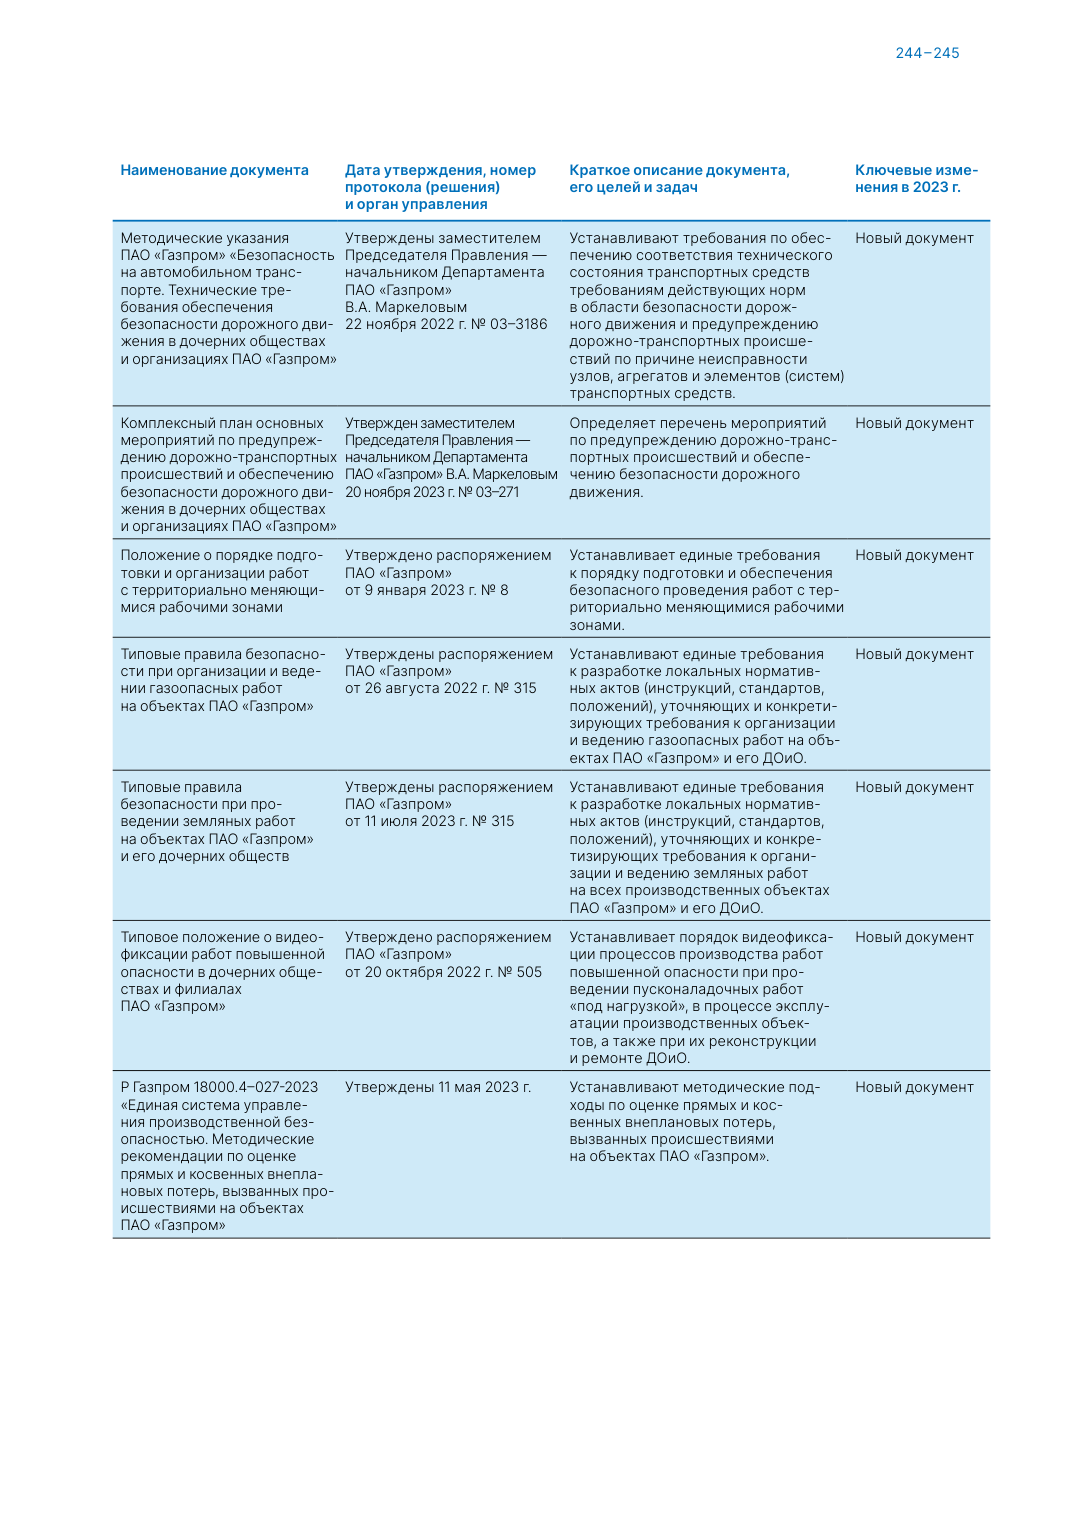 244–245
Наименование документа
Дата утверждения, номер
протокола (решения)
и орган управления
Краткое описание документа,
его целей и задач
Ключевые изме-
нения в 2023 г.
Методические указания
ПАО «Газпром» «Безопасность
на автомобильном транс-
порте. Технические тре-
бования обеспечения
безопасности дорожного дви-
жения в дочерних обществах
и организациях ПАО «Газпром»
Утверждены заместителем
Председателя Правления —
начальником Департамента
ПАО «Газпром»
В.А. Маркеловым
22 ноября 2022 г. № 03–3186
Устанавливают требования по обес-
печению соответствия технического
состояния транспортных средств
требованиям действующих норм
в области безопасности дорож-
ного движения и предупреждению
дорожно-транспортных происше-
ствий по причине неисправности
узлов, агрегатов и элементов (систем)
транспортных средств.
Новый документ
Комплексный план основных
мероприятий по предупреж-
дению дорожно-транспортных
происшествий и обеспечению
безопасности дорожного дви-
жения в дочерних обществах
и организациях ПАО «Газпром»
Утвержден заместителем
Председателя Правления —
начальником Департамента
ПАО «Газпром» В.А. Маркеловым
20 ноября 2023 г. № 03–271
Определяет перечень мероприятий
по предупреждению дорожно-транс-
портных происшествий и обеспе-
чению безопасности дорожного
движения.
Новый документ
Положение о порядке подго-
товки и организации работ
с территориально меняющи-
мися рабочими зонами
Утверждено распоряжением
ПАО «Газпром»
от 9 января 2023 г. № 8
Устанавливает единые требования
к порядку подготовки и обеспечения
безопасного проведения работ с тер-
риториально меняющимися рабочими
зонами.
Новый документ
Типовые правила безопасно-
сти при организации и веде-
нии газоопасных работ
на объектах ПАО «Газпром»
Утверждены распоряжением
ПАО «Газпром»
от 26 августа 2022 г. № 315
Устанавливают единые требования
к разработке локальных норматив-
ных актов (инструкций, стандартов,
положений), уточняющих и конкрети-
зирующих требования к организации
и ведению газоопасных работ на объ-
ектах ПАО «Газпром» и его ДОиО.
Новый документ
Типовые правила
безопасности при про-
ведении земляных работ
на объектах ПАО «Газпром»
и его дочерних обществ
Утверждены распоряжением
ПАО «Газпром»
от 11 июля 2023 г. № 315
Устанавливают единые требования
к разработке локальных норматив-
ных актов (инструкций, стандартов,
положений), уточняющих и конкре-
тизирующих требования к органи-
зации и ведению земляных работ
на всех производственных объектах
ПАО «Газпром» и его ДОиО.
Новый документ
Типовое положение о видео-
фиксации работ повышенной
опасности в дочерних обще-
ствах и филиалах
ПАО «Газпром»
Утверждено распоряжением
ПАО «Газпром»
от 20 октября 2022 г. № 505
Устанавливает порядок видеофикса-
ции процессов производства работ
повышенной опасности при про-
ведении пусконаладочных работ
«под нагрузкой», в процессе эксплу-
атации производственных объек-
тов, а также при их реконструкции
и ремонте ДОиО.
Новый документ
Р Газпром 18000.4–027-2023
«Единая система управле-
ния производственной без-
опасностью. Методические
рекомендации по оценке
прямых и косвенных внепла-
новых потерь, вызванных про-
исшествиями на объектах
ПАО «Газпром»
Утверждены 11 мая 2023 г.
Устанавливают методические под-
ходы по оценке прямых и кос-
венных внеплановых потерь,
вызванных происшествиями
на объектах ПАО «Газпром».
Новый документ